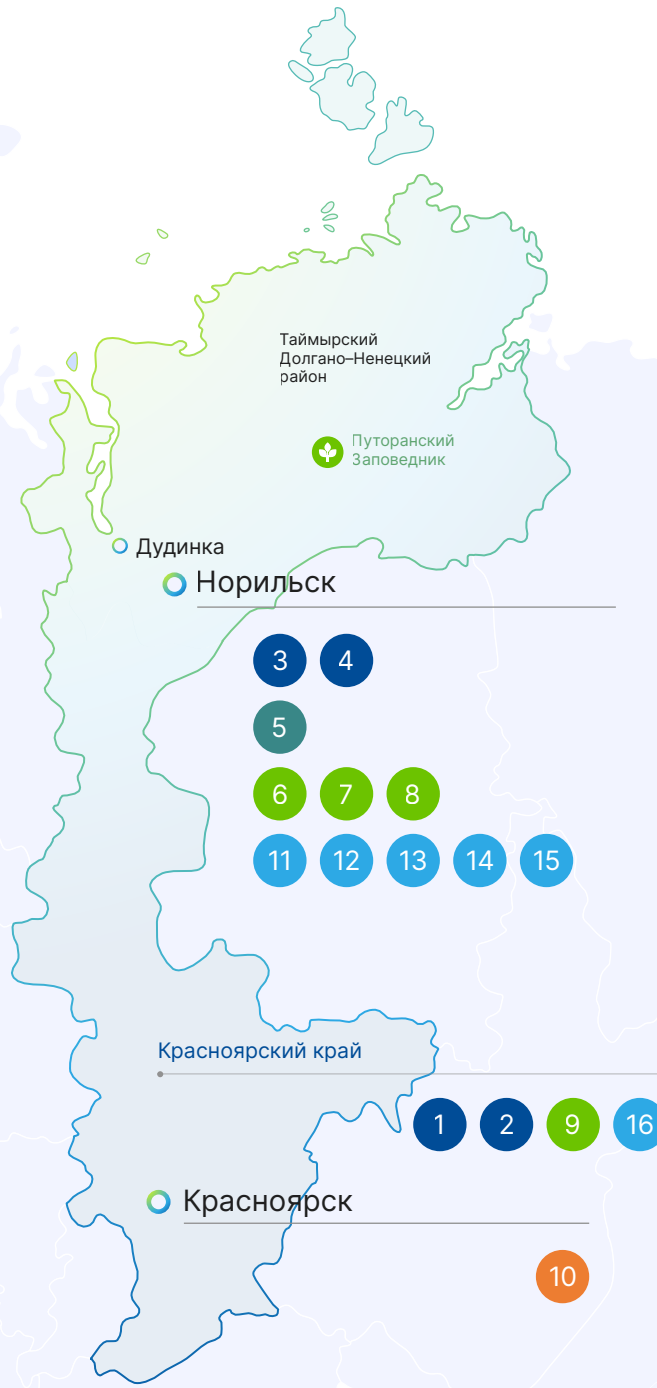 Таймырский
Долгано–Ненецкий
район
Путоранский
Заповедник
Дудинка
Норильск
3 4
5
6 7 8
11 12 13 14 15
Красноярский край
1 2 9 16
Красноярск
10